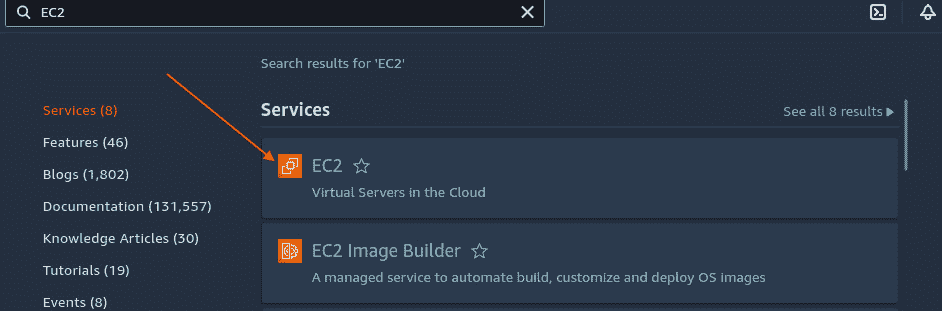 EC2
Search results for 'EC2'
Services (8)
Features (46)
Blogs (1,802)
Documentation (131,557)
Knowledge Articles (30)
Tutorials (19)
Events (8)
Services
See all 8 results
EC2
Virtual Servers in the Cloud
EC2 Image Builder
A managed service to automate build, customize and deploy OS images